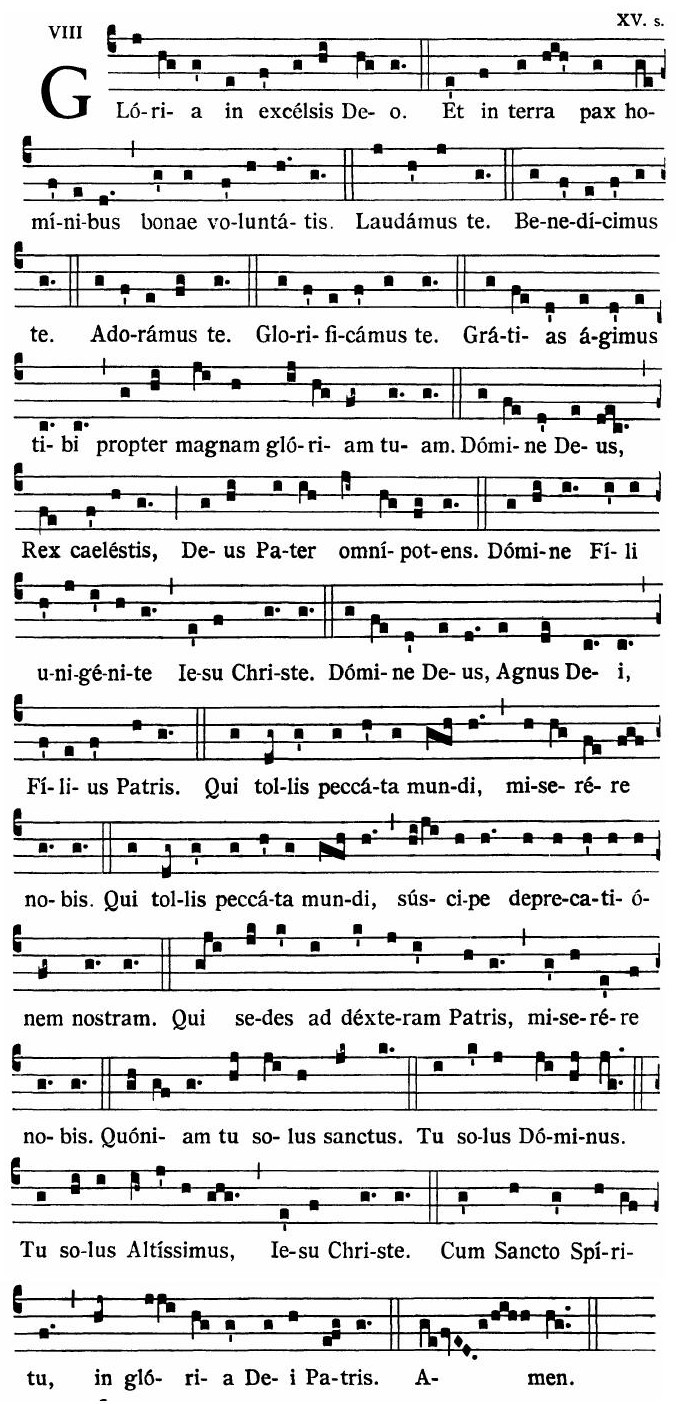 VIII XV. s.
GLó-ri- a in excélsis De- o. Et in terra pax ho-
mí-ni-bus bonae vo-luntá- tis. Laudámus te. Be-ne-dí-cimus
te. Ado-rámus te. Glo-ri- fi-cámus te. Grá-ti- as á-gimus
ti- bi propter magnam gló-ri- am tu- am. Dómi- ne De- us,
Rex caeléstis, De- us Pa-ter omní- pot-ens. Dómi-ne Fí- li
u-ni-gé-ni-te Ie-su Chri-ste. Dómi- ne De- us, Agnus De- i,
Fí- li- us Patris. Qui tol-lis peccá-ta mun-di, mi-se- ré- re
no- bis. Qui tol-lis peccá-ta mun-di, sús- ci-pe depre-ca-ti- ó-
nem nostram. Qui se-des ad déxte-ram Patris, mi-se-ré-re
no- bis. Quóni- am tu so- lus sanctus. Tu so-lus Dó-mi-nus.
Tu so-lus Altíssimus, Ie-su Chri-ste. Cum Sancto Spí-ri-
tu, in gló- ri- a De- i Pa-tris. A- men.